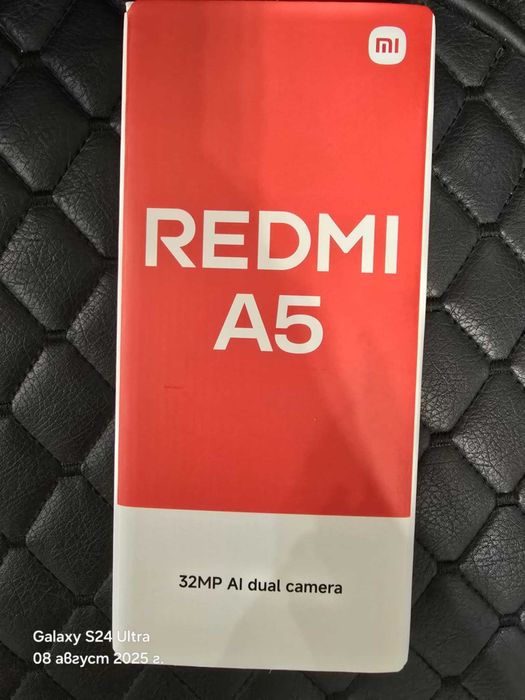 mi
REDMI
A5
32MP AI dual camera
Galaxy S24 Ultra
08 август 2025 г.